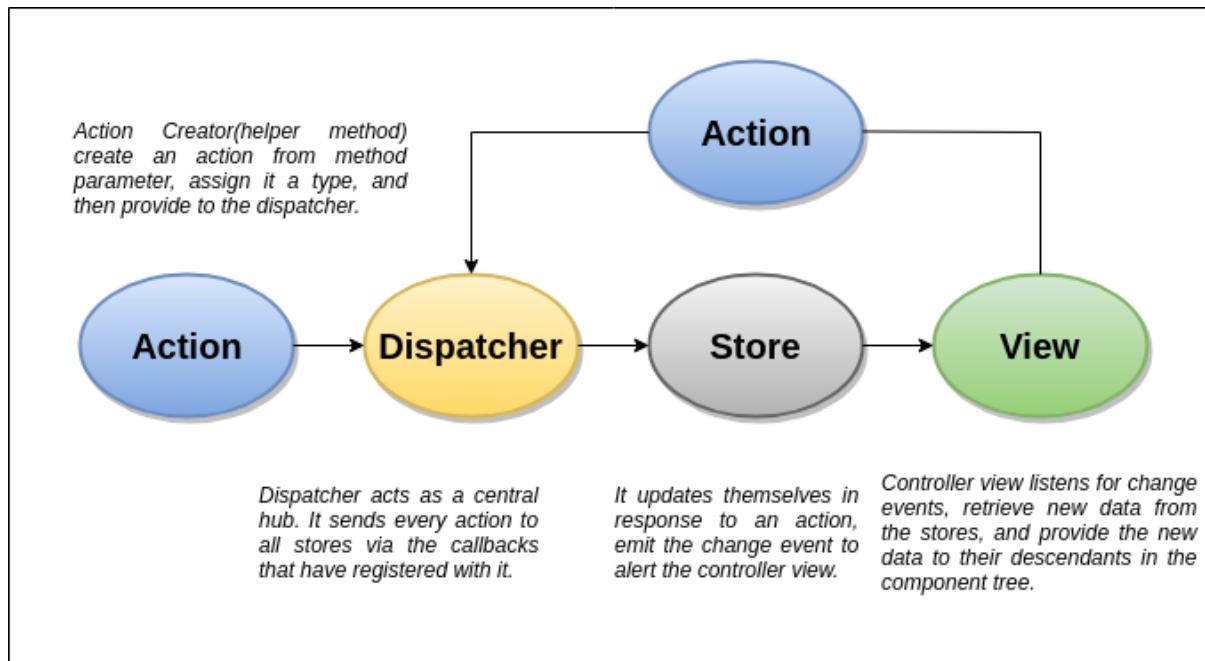 Action
Action Creator(helper method)
create an action from method
parameter, assign it a type, and
then provide to the dispatcher.
Action
Dispatcher
Store
View
Dispatcher acts as a central
hub. It sends every action to
all stores via the callbacks
that have registered with it.
It updates themselves in
response to an action,
emit the change event to
alert the controller view.
Controller view listens for change
events, retrieve new data from
the stores, and provide the new
data to their descendants in the
component tree.